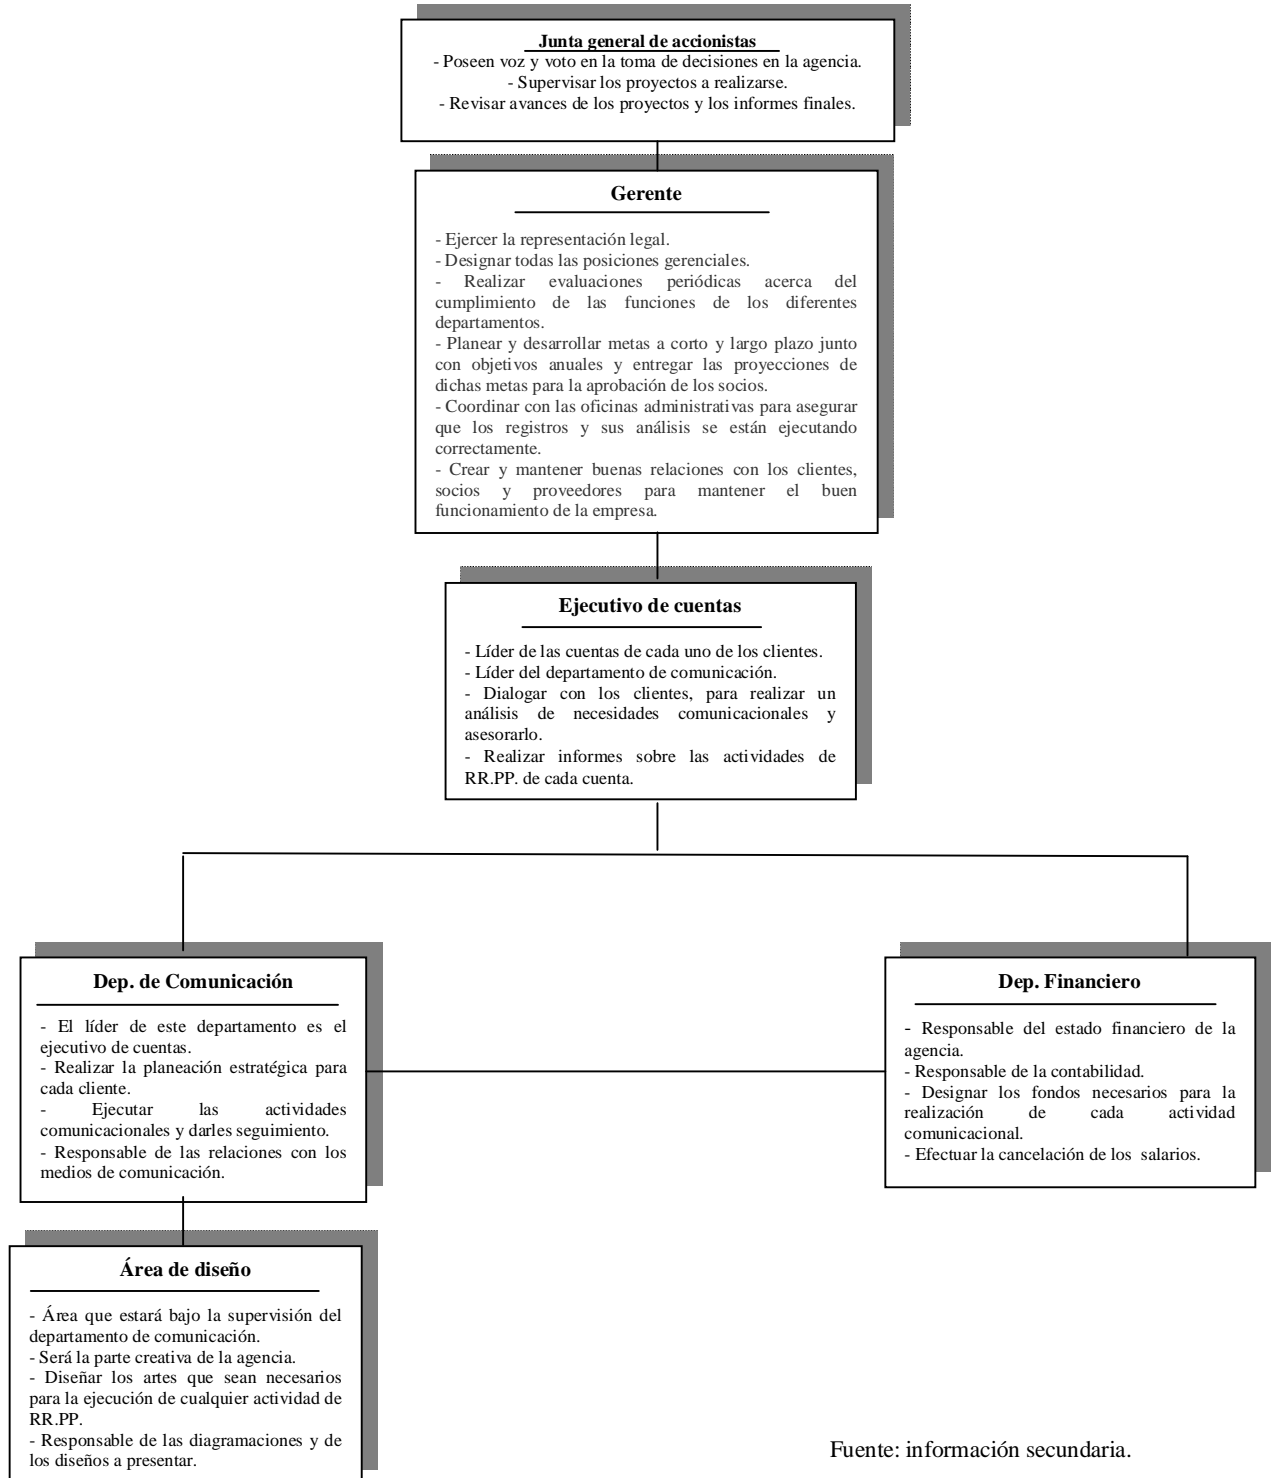 Junta general de accionistas
- Poseen voz y voto en la toma de decisiones en la agencia.
- Supervisar los proyectos a realizarse.
- Revisar avances de los proyectos y los informes finales.
Gerente
- Ejercer la representación legal.
- Designar todas las posiciones gerenciales.
- Realizar evaluaciones periódicas acerca del
cumplimiento de las funciones de los diferentes
departamentos.
- Planear y desarrollar metas a corto y largo plazo junto
con objetivos anuales y entregar las proyecciones de
dichas metas para la aprobación de los socios.
- Coordinar con las oficinas administrativas para asegurar
que los registros y sus análisis se están ejecutando
correctamente.
- Crear y mantener buenas relaciones con los clientes,
socios y proveedores para mantener el buen
funcionamiento de la empresa.
Ejecutivo de cuentas
- Líder de las cuentas de cada uno de los clientes.
- Líder del departamento de comunicación.
- Dialogar con los clientes, para realizar un
análisis de necesidades comunicacionales y
asesorarlo.
- Realizar informes sobre las actividades de
RR.PP. de cada cuenta.
Dep. de Comunicación
- El líder de este departamento es el
ejecutivo de cuentas.
- Realizar la planeación estratégica para
cada cliente.
- Ejecutar las actividades
comunicacionales y darles seguimiento.
- Responsable de las relaciones con los
medios de comunicación.
Dep. Financiero
- Responsable del estado financiero de la
agencia.
- Responsable de la contabilidad.
- Designar los fondos necesarios para la
realización de cada actividad
comunicacional.
- Efectuar la cancelación de los salarios.
Área de diseño
- Área que estará bajo la supervisión del
departamento de comunicación.
- Será la parte creativa de la agencia.
- Diseñar los artes que sean necesarios
para la ejecución de cualquier actividad de
RR.PP.
- Responsable de las diagramaciones y de
los diseños a presentar.
Fuente: información secundaria.